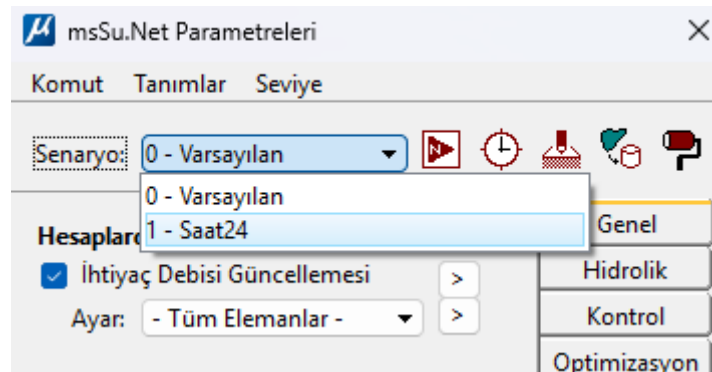 msSu.Net Parametreleri
Komut Tanımlar Seviye
Senaryo: 0 - Varsayılan
0 - Varsayılan
1 - Saat24
Genel
İhtiyaç Debisi Güncellemesi >
Hidrolik
Ayar: - Tüm Elemanlar - >
Kontrol
Optimizasyon